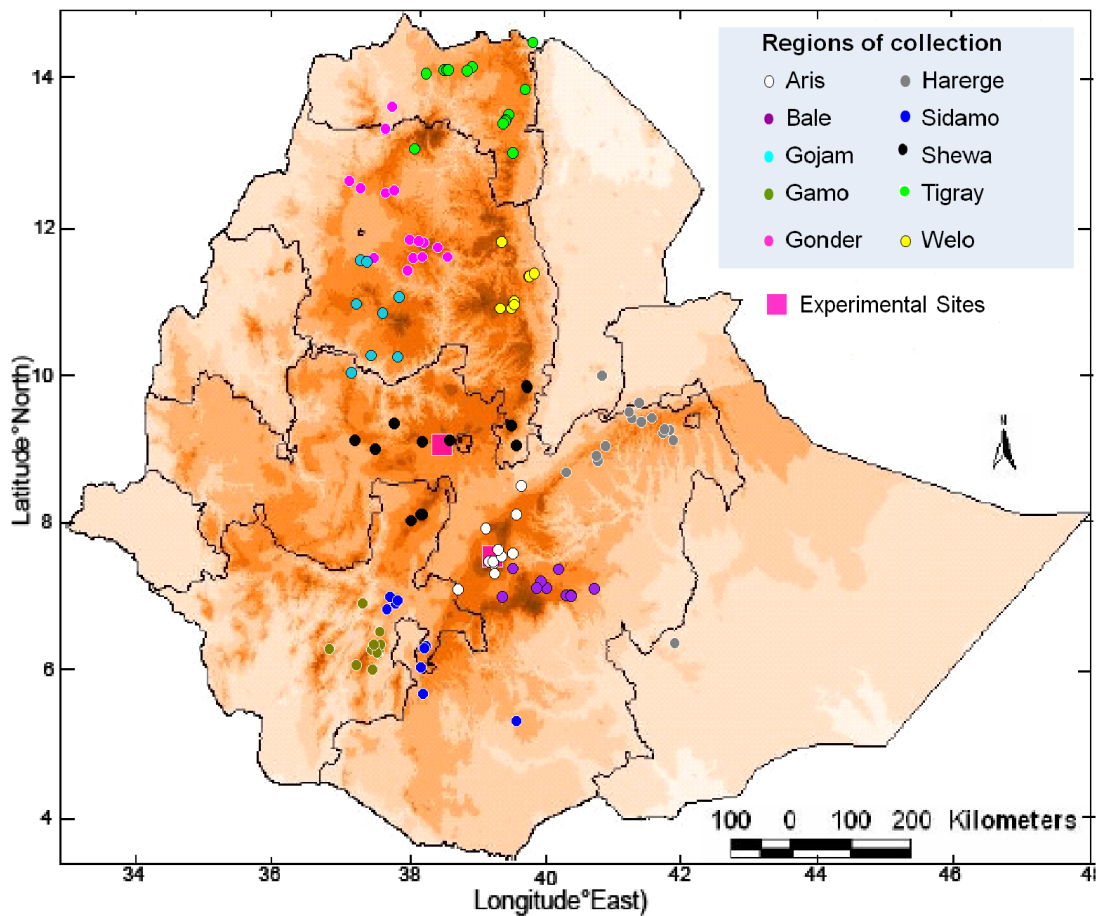 Regions of collection
Aris
Harerge
Bale
Sidamo
Gojam
Shewa
Gamo
Tigray
Gonder
Welo
Experimental Sites
14
12
10
8
6
4
Latitude°North)
N
100 0 100 200 Kilometers
34 36 38 40 42 44 46 48
Longitude°East)